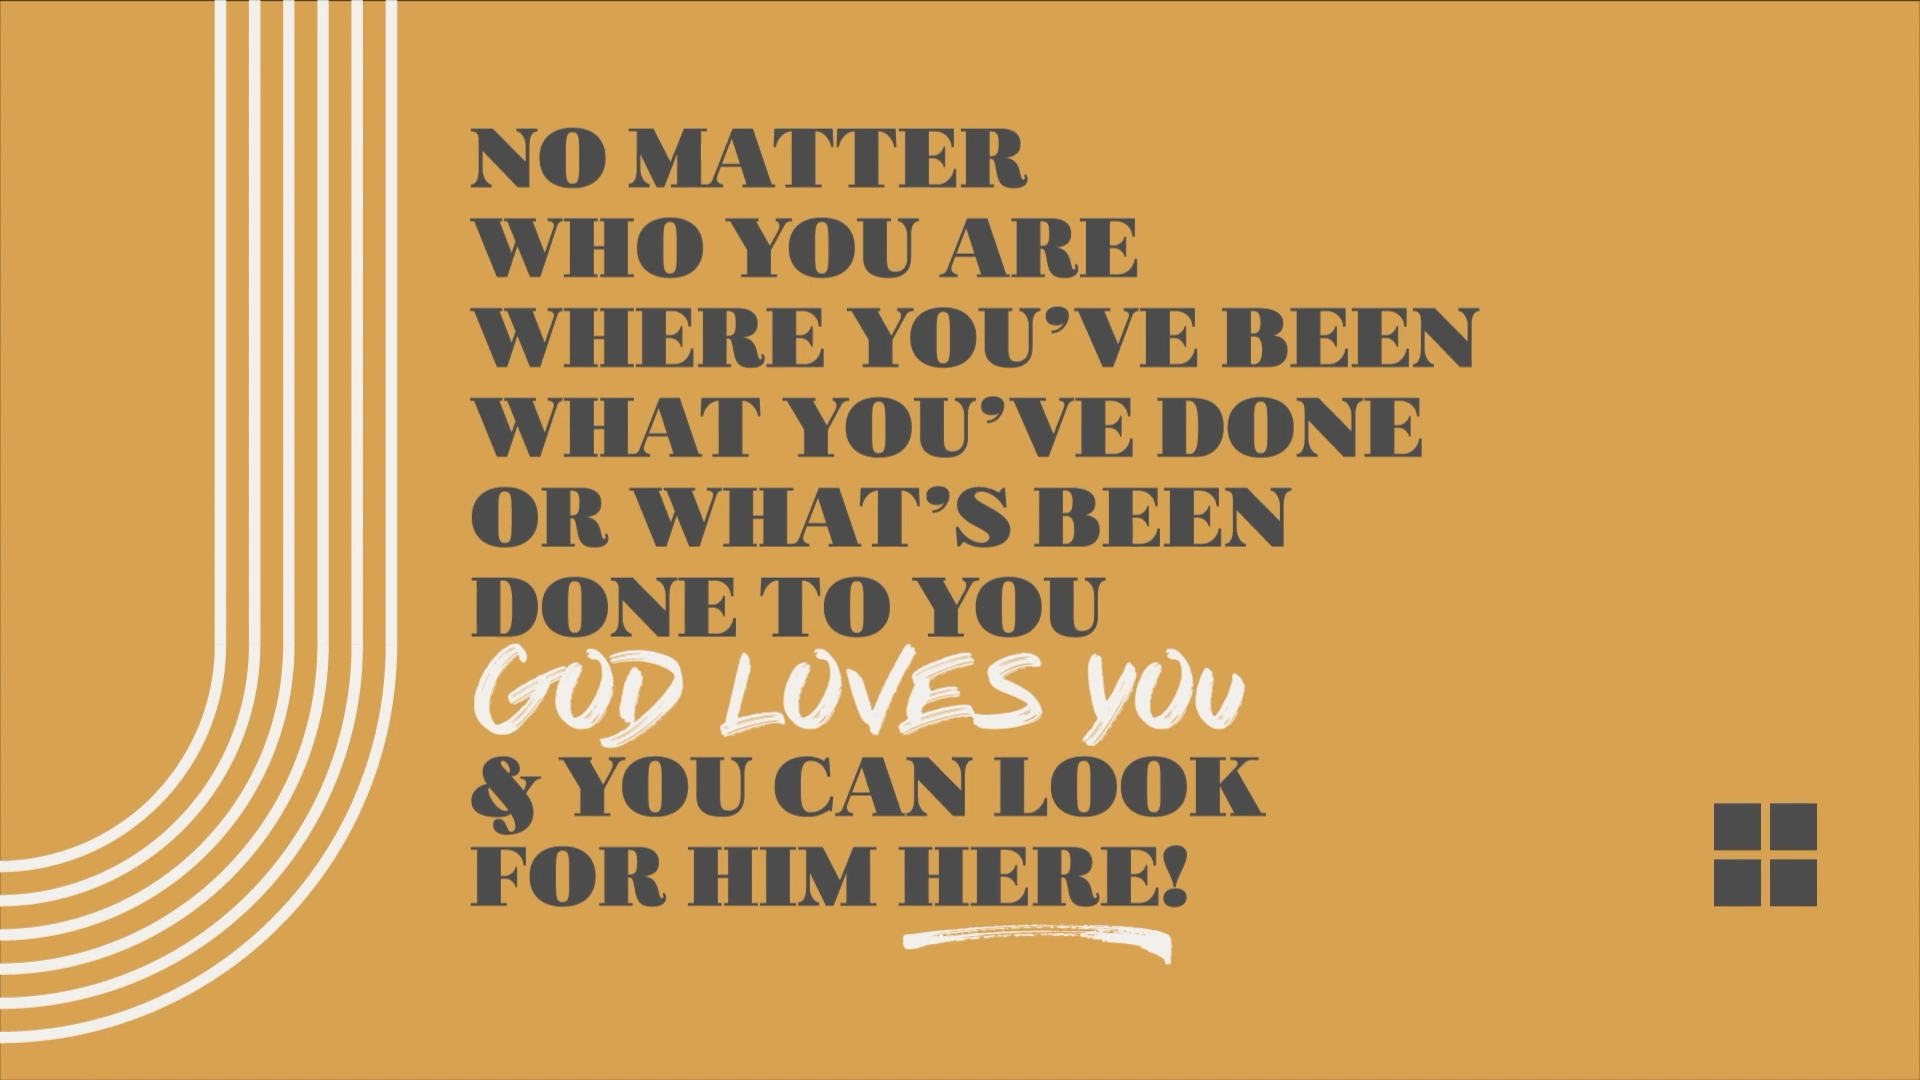 NO MATTER
WHO YOU ARE
WHERE YOU’VE BEEN
WHAT YOU’VE DONE
OR WHAT’S BEEN
DONE TO YOU
GOD LOVES YOU
& YOU CAN LOOK
FOR HIM HERE!